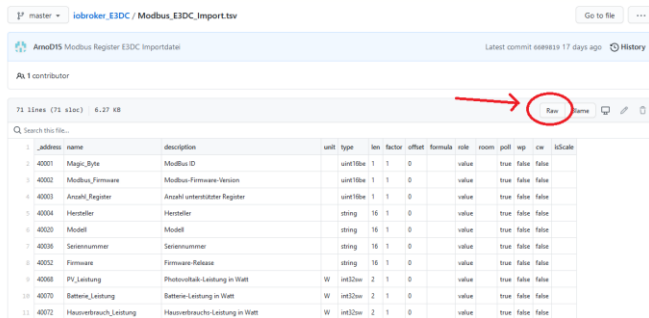 master
iobroker_E3DC / Modbus_E3DC_Import.tsv
Go to file
...
ArnoD15 Modbus Register E3DC Importdatei
Latest commit 17 days ago History
1 contributor
71 lines (71 sloc) 6.27 KB
Raw Blame
Search this file...
1 _address name description unit type len factor offset formula role room poll wp cw isScale
2 40001 Magic_Byte ModBus ID uint16be 1 1 0 value true false false
3 40002 Modbus_Firmware Modbus-Firmware-Version uint16be 1 1 0 value true false false
4 40003 Anzahl_Register Anzahl unterstützter Register uint16be 1 1 0 value true false false
5 40004 Hersteller Hersteller string 16 1 0 value true false false
6 40020 Modell Modell string 16 1 0 value true false false
7 40036 Seriennummer Seriennummer string 16 1 0 value true false false
8 40052 Firmware Firmware-Release string 16 1 0 value true false false
9 40068 PV_Leistung Photovoltaik-Leistung in Watt W int32sw 2 1 0 value true false false
10 40070 Batterie_Leistung Batterie-Leistung in Watt W int32sw 2 1 0 value true false false
11 40072 Hausverbrauch_Leistung Hausverbrauchs-Leistung in Watt W int32sw 2 1 0 value true false false